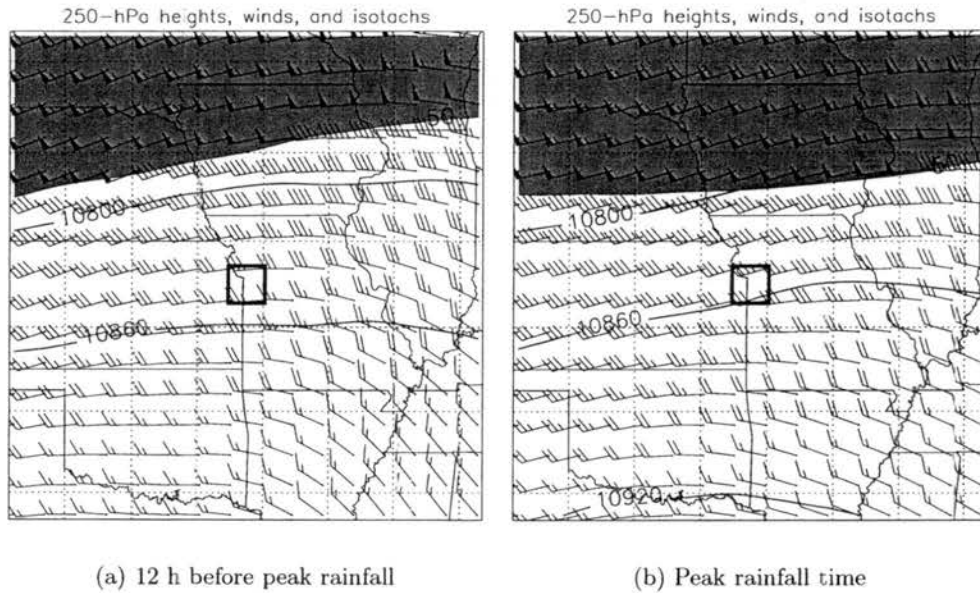 250-hPa heights, winds, and isotachs
50
10800
10860
(a) 12 h before peak rainfall
250-hPa heights, winds, and isotachs
10800
10860
10920
(b) Peak rainfall time